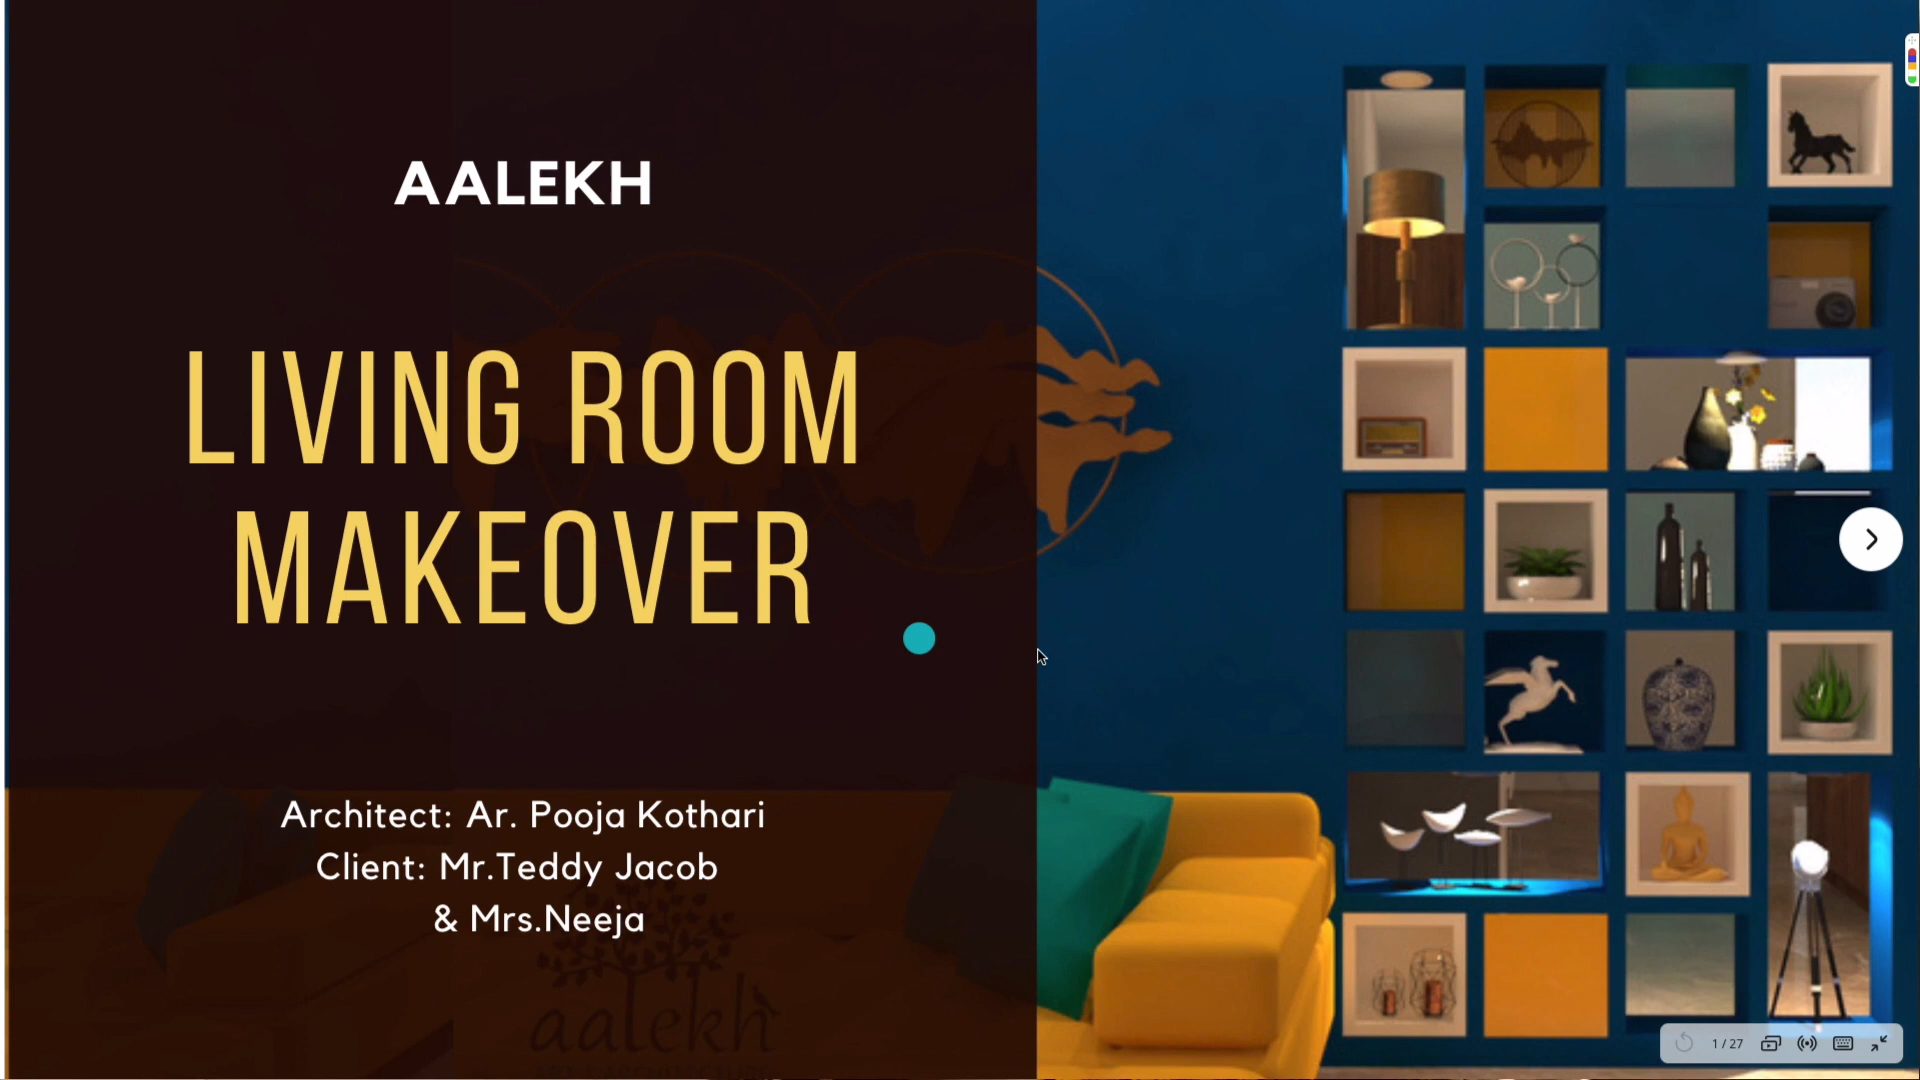 AALEKH
LIVING ROOM
MAKEOVER
Architect: Ar. Pooja Kothari
Client: Mr.Teddy Jacob
& Mrs.Neeja
aalekh
1 / 27